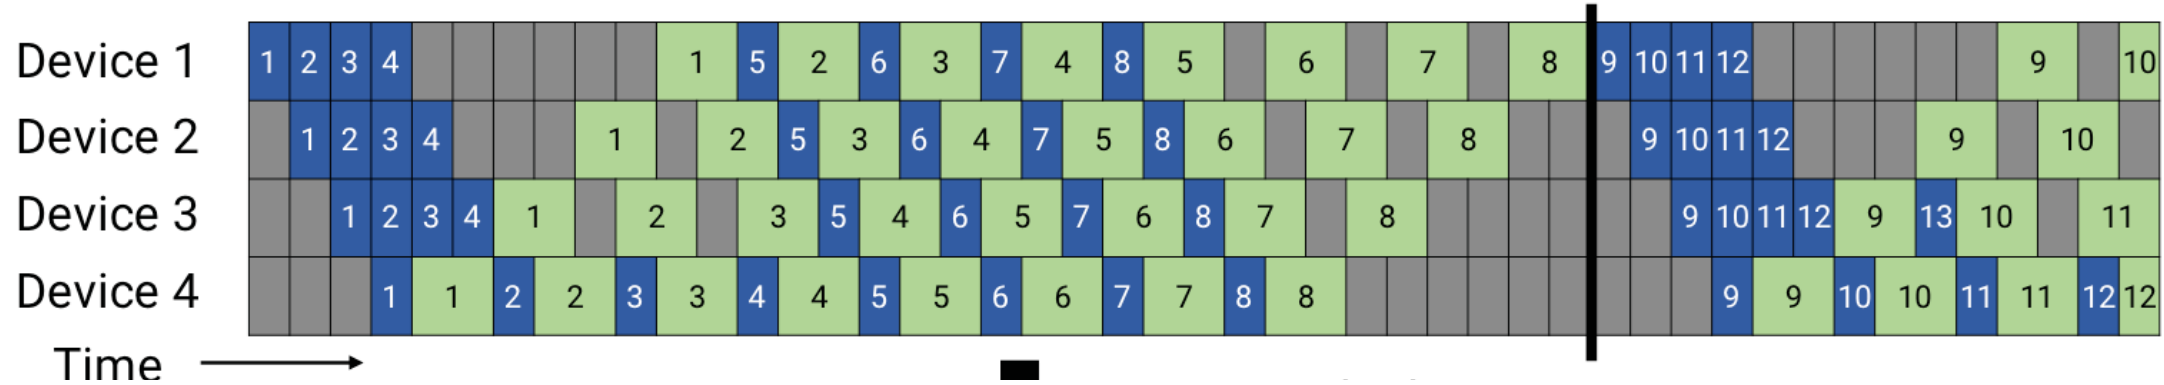 Device 1 1 2 3 4 1 5 2 6 3 7 4 8 5 6 7 8 9 10 11 12 9 10
Device 2 1 2 3 4 1 2 5 3 6 4 7 5 8 6 7 8 9 10 11 12 9 10
Device 3 1 2 3 4 1 2 3 5 4 6 5 7 6 8 7 8 9 10 11 12 9 13 10 11
Device 4 1 1 2 2 3 3 4 4 5 5 6 6 7 7 8 8 9 9 10 10 11 11 12 12
Time